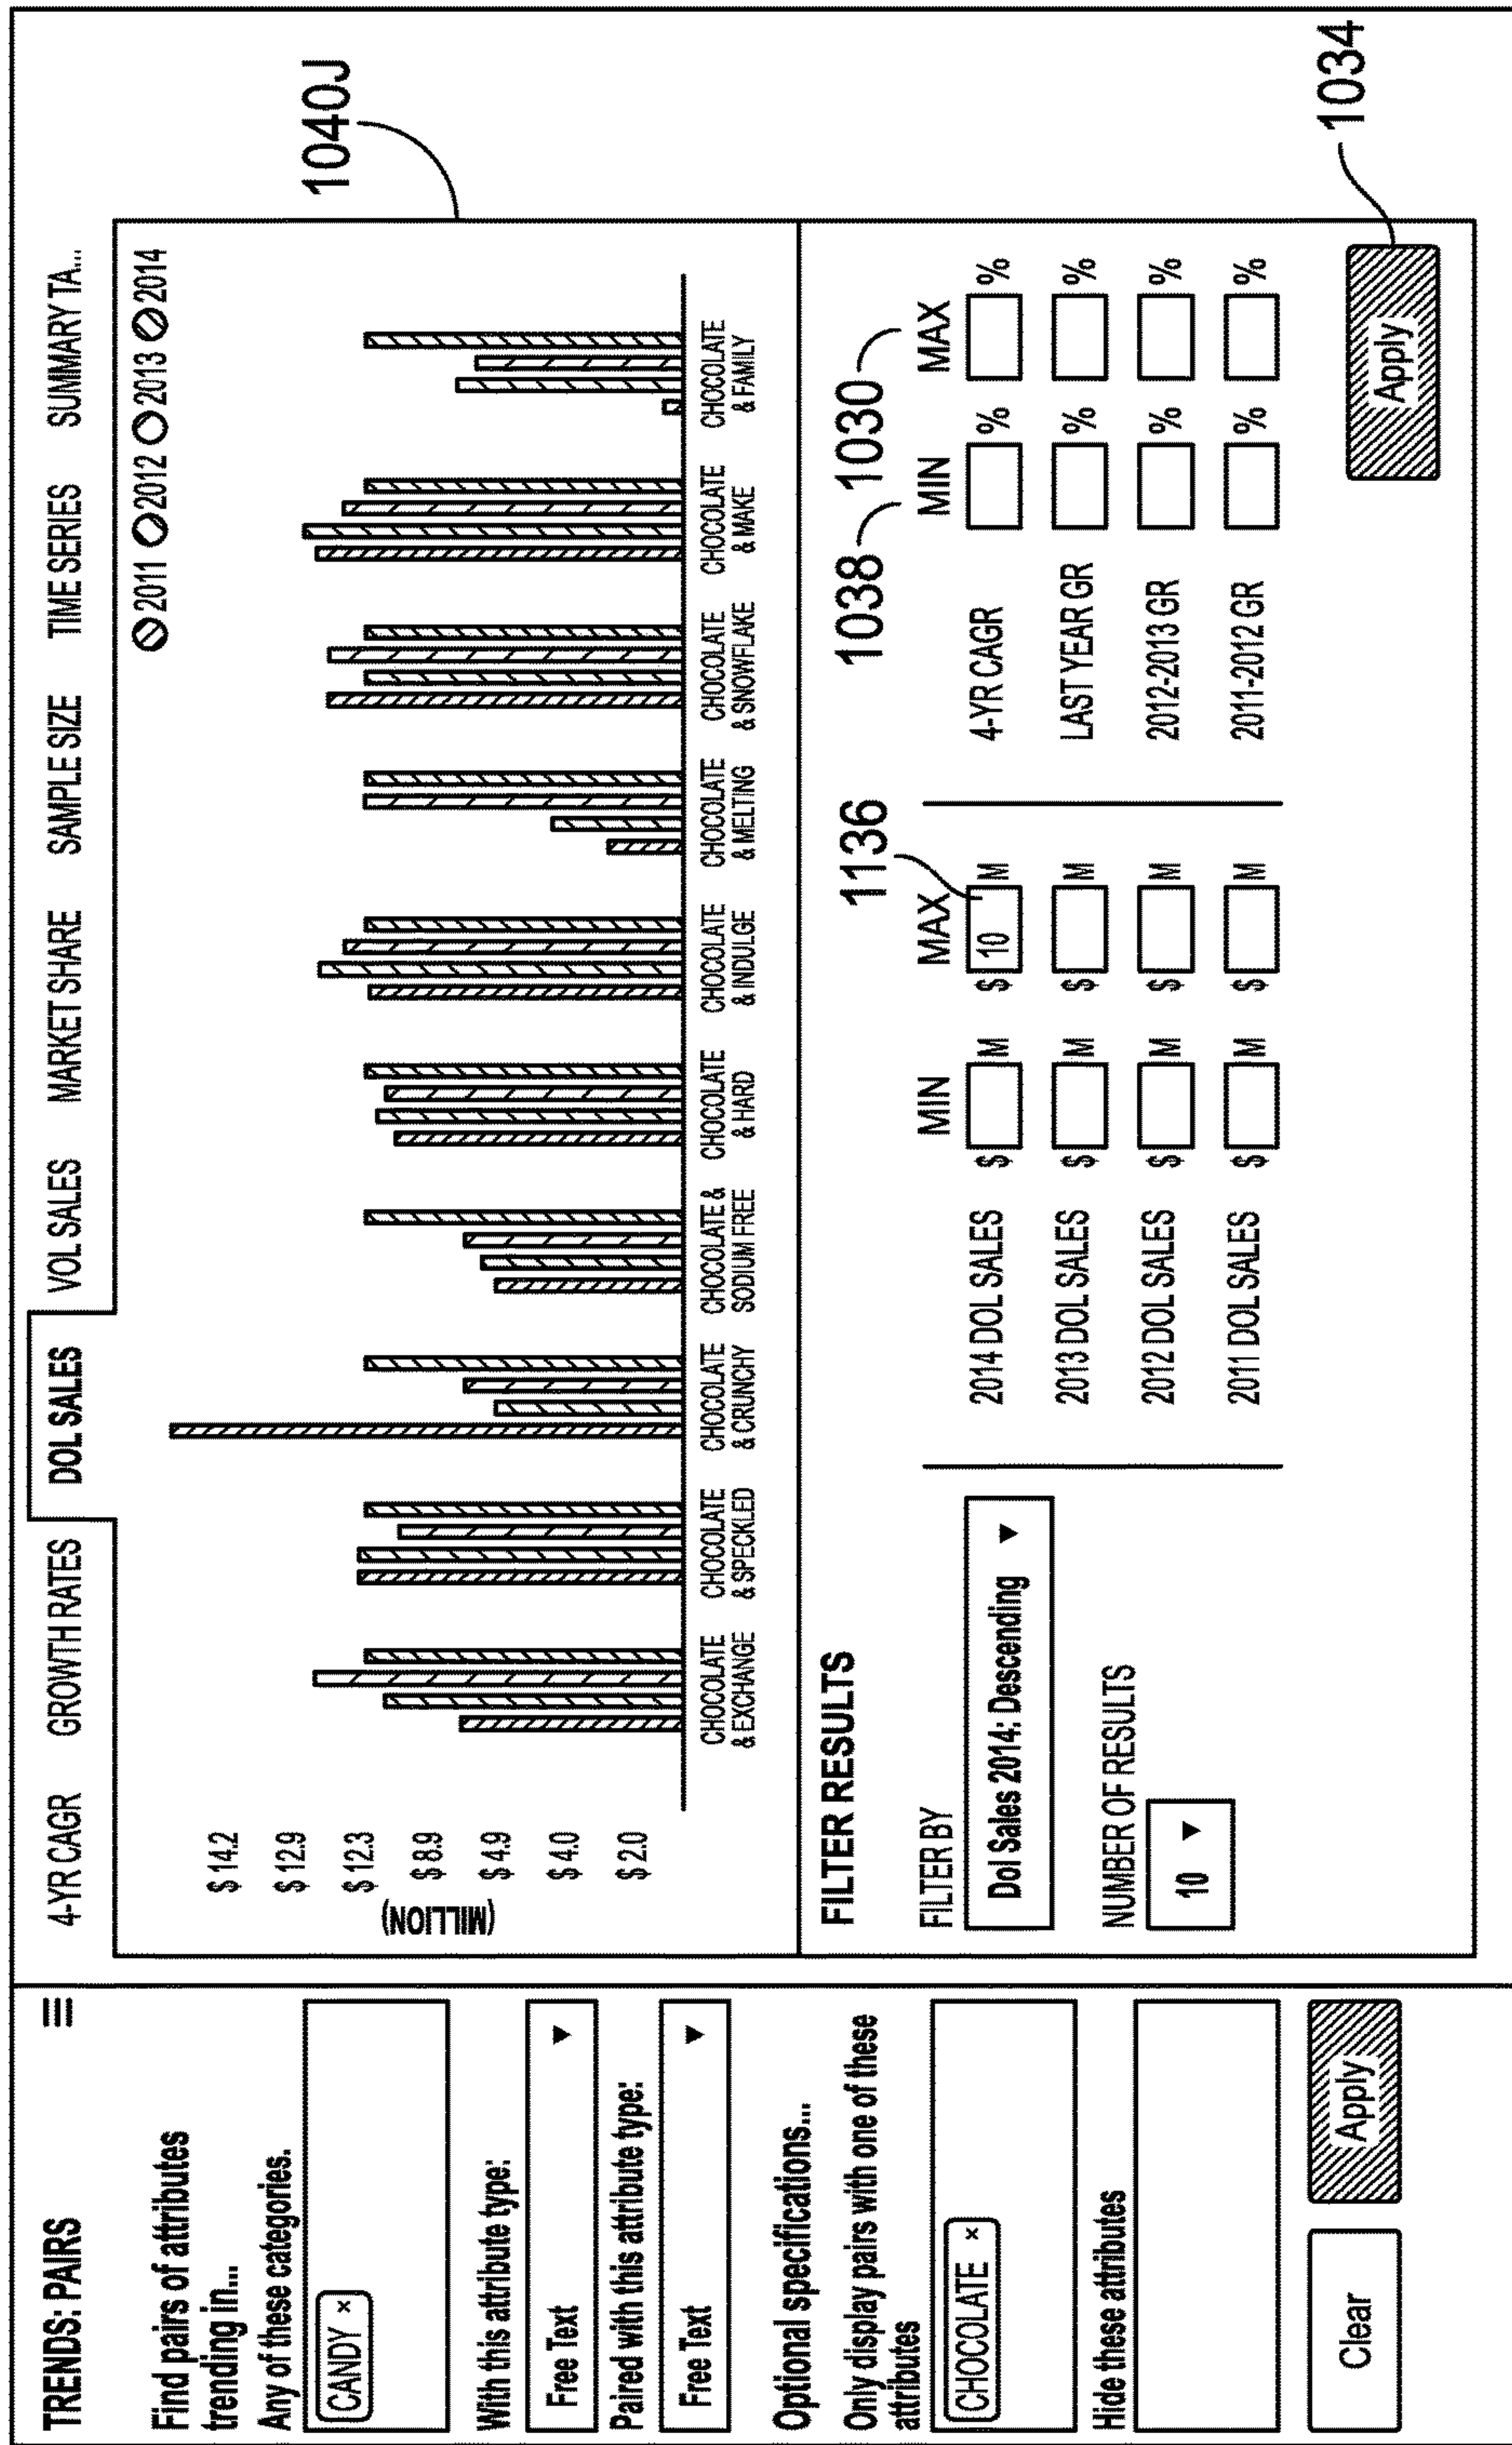 TRENDS: PAIRS
Find pairs of attributes
trending in...
Any of these categories.
CANDY ×
With this attribute type:
Free Text ▼
Paired with this attribute type:
Free Text ▼
Optional specifications...
Only display pairs with one of these
attributes
CHOCOLATE ×
Hide these attributes
Clear Apply
4-YR CAGR GROWTH RATES DOL SALES VOL SALES MARKET SHARE SAMPLE SIZE TIME SERIES SUMMARY TA...
2011 2012 2013 2014
1040J
(MILLION)
$ 14.2
$ 12.9
$ 12.3
$ 8.9
$ 4.9
$ 4.0
$ 2.0
CHOCOLATE
& EXCHANGE
CHOCOLATE
& SPECKLED
CHOCOLATE
& CRUNCHY
CHOCOLATE &
SODIUM FREE
CHOCOLATE
& HARD
CHOCOLATE
& INDULGE
CHOCOLATE
& MELTING
CHOCOLATE
& SNOWFLAKE
CHOCOLATE
& MAKE
CHOCOLATE
& FAMILY
FILTER RESULTS
FILTER BY
Dol Sales 2014: Descending ▼
NUMBER OF RESULTS
10 ▼
1136
MIN MAX
2014 DOL SALES $ M $ 10 M
2013 DOL SALES $ M $ M
2012 DOL SALES $ M $ M
2011 DOL SALES $ M $ M
1038 1030
MIN MAX
4-YR CAGR % %
LAST YEAR GR % %
2012-2013 GR % %
2011-2012 GR % %
Apply
1034